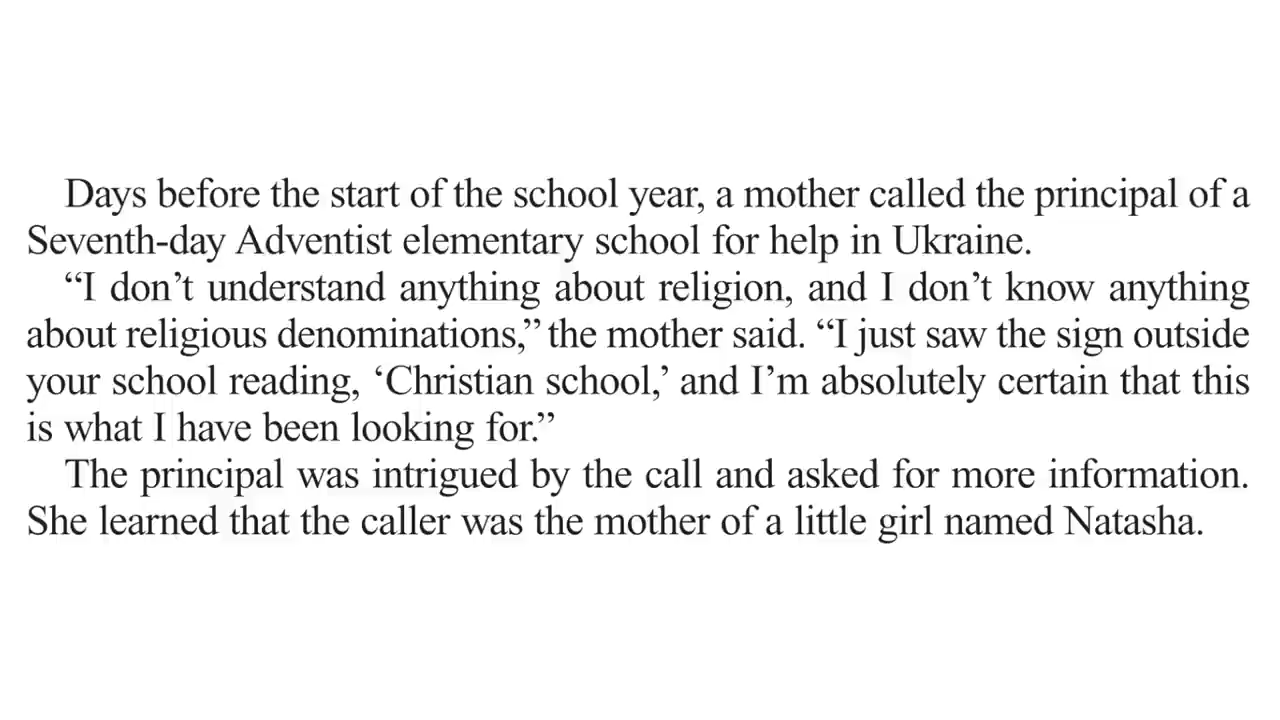 Days before the start of the school year, a mother called the principal of a
Seventh-day Adventist elementary school for help in Ukraine.
“I don’t understand anything about religion, and I don’t know anything
about religious denominations,” the mother said. “I just saw the sign outside
your school reading, ‘Christian school,’ and I’m absolutely certain that this
is what I have been looking for.”
The principal was intrigued by the call and asked for more information.
She learned that the caller was the mother of a little girl named Natasha.